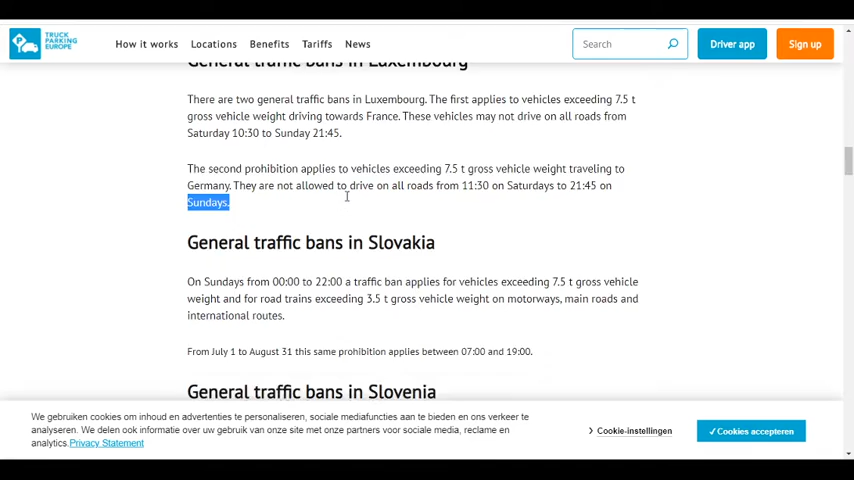 TRUCK
PARKING
EUROPE
How it works Locations Benefits Tariffs News
Search
Driver app
Sign up
General traffic bans in Luxembourg
There are two general traffic bans in Luxembourg. The first applies to vehicles exceeding 7.5 t
gross vehicle weight driving towards France. These vehicles may not drive on all roads from
Saturday 10:30 to Sunday 21:45.
The second prohibition applies to vehicles exceeding 7.5 t gross vehicle weight traveling to
Germany. They are not allowed to drive on all roads from 11:30 on Saturdays to 21:45 on
Sundays.
General traffic bans in Slovakia
On Sundays from 00:00 to 22:00 a traffic ban applies for vehicles exceeding 7.5 t gross vehicle
weight and for road trains exceeding 3.5 t gross vehicle weight on motorways, main roads and
international routes.
From July 1 to August 31 this same prohibition applies between 07:00 and 19:00.
General traffic bans in Slovenia
We gebruiken cookies om inhoud en advertenties te personaliseren, sociale mediafuncties aan te bieden en ons verkeer te
analyseren. We delen ook informatie over uw gebruik van onze site met onze partners voor sociale media, reclame en
analytics.Privacy Statement
Cookie-instellingen
✓Cookies accepteren